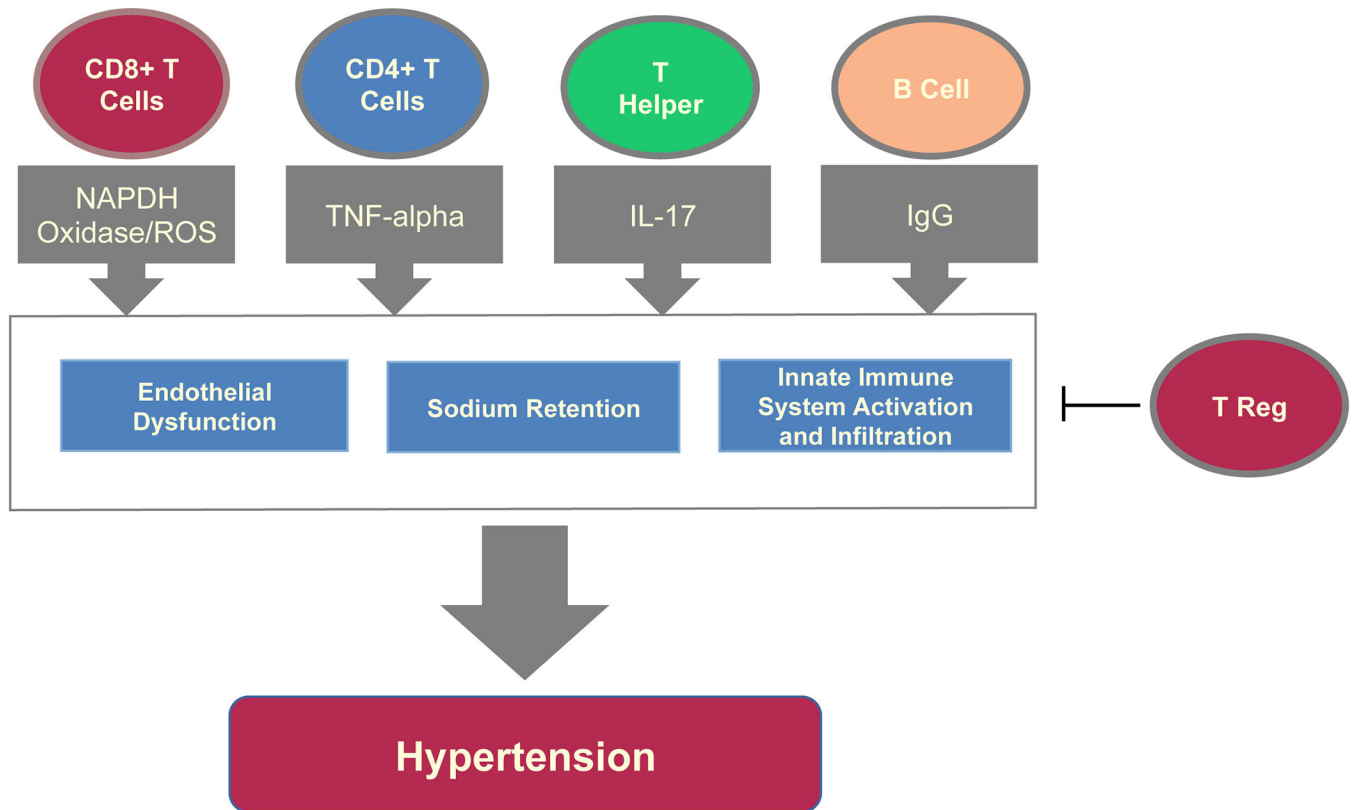 CD8+ T
Cells
CD4+ T
Cells
T
Helper
B Cell
NAPDH
Oxidase/ROS
TNF-alpha
IL-17
IgG
Endothelial
Dysfunction
Sodium Retention
Innate Immune
System Activation
and Infiltration
T Reg
Hypertension